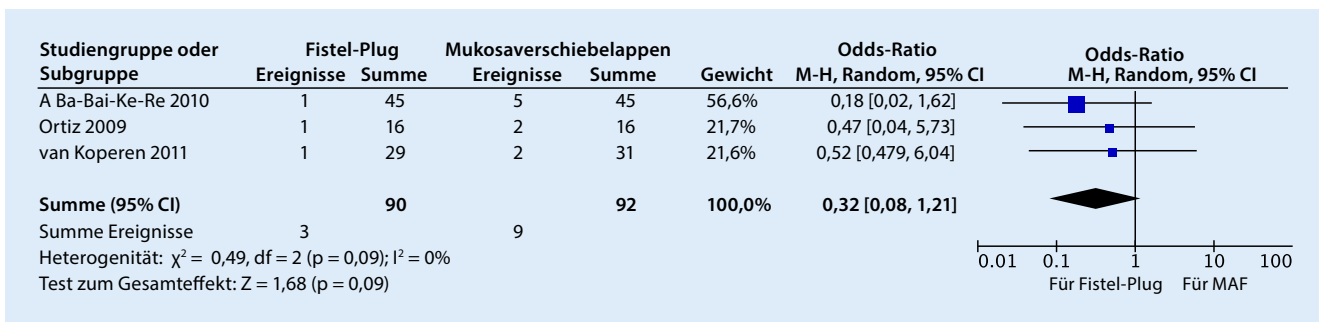 Studiengruppe oder Fistel-Plug Mukosaverschiebelappen Odds-Ratio Odds-Ratio
Subgruppe Ereignisse Summe Ereignisse Summe Gewicht M-H, Random, 95% CI M-H, Random, 95% CI
A Ba-Bai-Ke-Re 2010 1 45 5 45 56,6% 0,18 [0,02, 1,62]
Ortiz 2009 1 16 2 16 21,7% 0,47 [0,04, 5,73]
van Koperen 2011 1 29 2 31 21,6% 0,52 [0,479, 6,04]
Summe (95% CI) 90 92 100,0% 0,32 [0,08, 1,21]
Summe Ereignisse 3 9
Heterogenität: χ² = 0,49, df = 2 (p = 0,09); I² = 0%
Test zum Gesamteffekt: Z = 1,68 (p = 0,09)
0.01 0.1 1 10 100
Für Fistel-Plug Für MAF